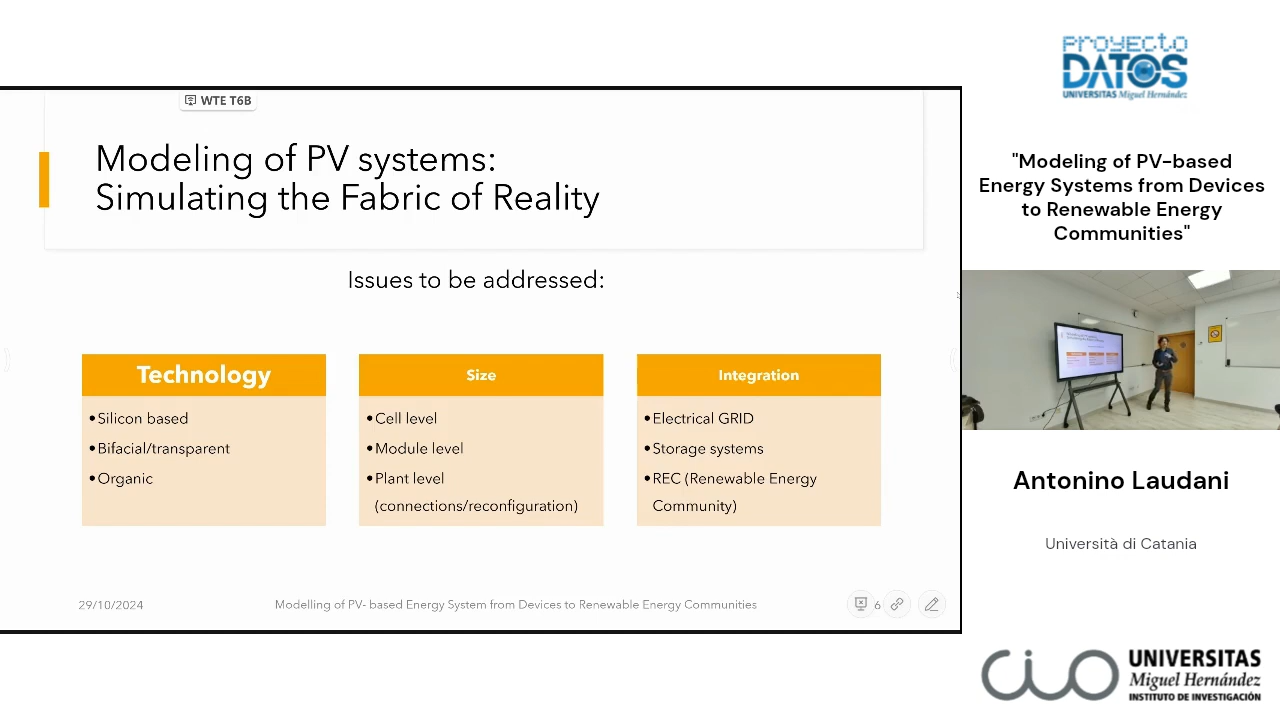 WTE T6B
Modeling of PV systems:
Simulating the Fabric of Reality
Issues to be addressed:
Technology
•Silicon based
•Bifacial/transparent
•Organic
Size
•Cell level
•Module level
•Plant level
(connections/reconfiguration)
Integration
•Electrical GRID
•Storage systems
•REC (Renewable Energy
Community)
29/10/2024
Modelling of PV- based Energy System from Devices to Renewable Energy Communities
6
PROYECTO
DATOS
UNIVERSITAS Miguel Hernández
"Modeling of PV-based
Energy Systems from Devices
to Renewable Energy
Communities"
Antonino Laudani
Università di Catania
CIO
UNIVERSITAS
Miguel Hernández
INSTITUTO DE INVESTIGACIÓN